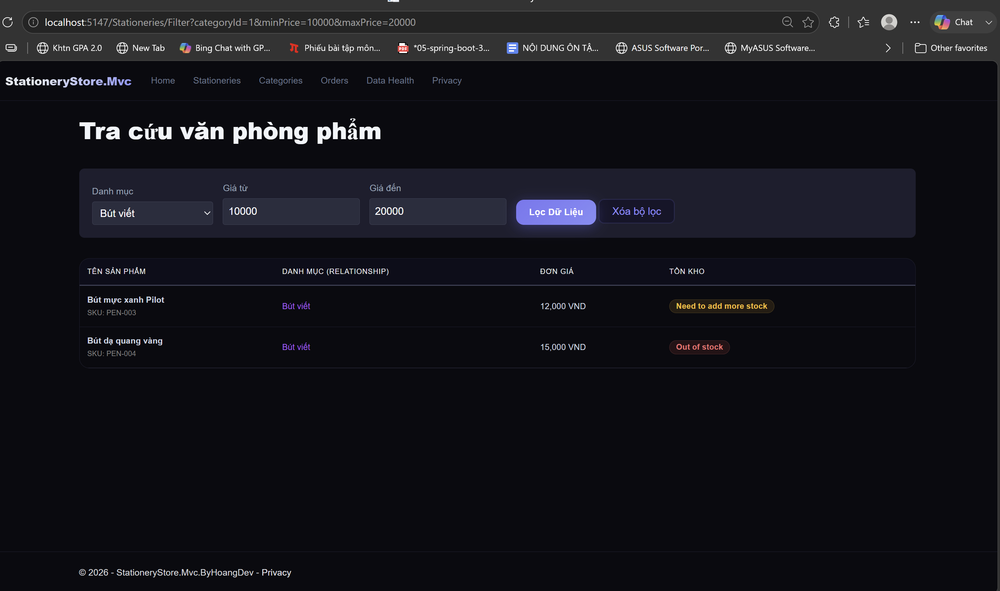 localhost:5147/Stationeries/Filter?categoryId=1&minPrice=10000&maxPrice=20000
Chat
Khtn GPA 2.0
New Tab
Bing Chat with GP...
Phiếu bài tập môn...
*05-spring-boot-3...
NỘI DUNG ÔN TẬ...
ASUS Software Por...
MyASUS Software...
Other favorites
StationeryStore.Mvc
Home
Stationeries
Categories
Orders
Data Health
Privacy
Tra cứu văn phòng phẩm
Danh mục
Giá từ
Giá đến
Bút viết
10000
20000
Lọc Dữ Liệu
Xóa bộ lọc
TÊN SẢN PHẨM
DANH MỤC (RELATIONSHIP)
ĐƠN GIÁ
TỒN KHO
Bút mực xanh Pilot
SKU: PEN-003
Bút viết
12,000 VND
Need to add more stock
Bút dạ quang vàng
SKU: PEN-004
Bút viết
15,000 VND
Out of stock
© 2026 - StationeryStore.Mvc.ByHoangDev - Privacy